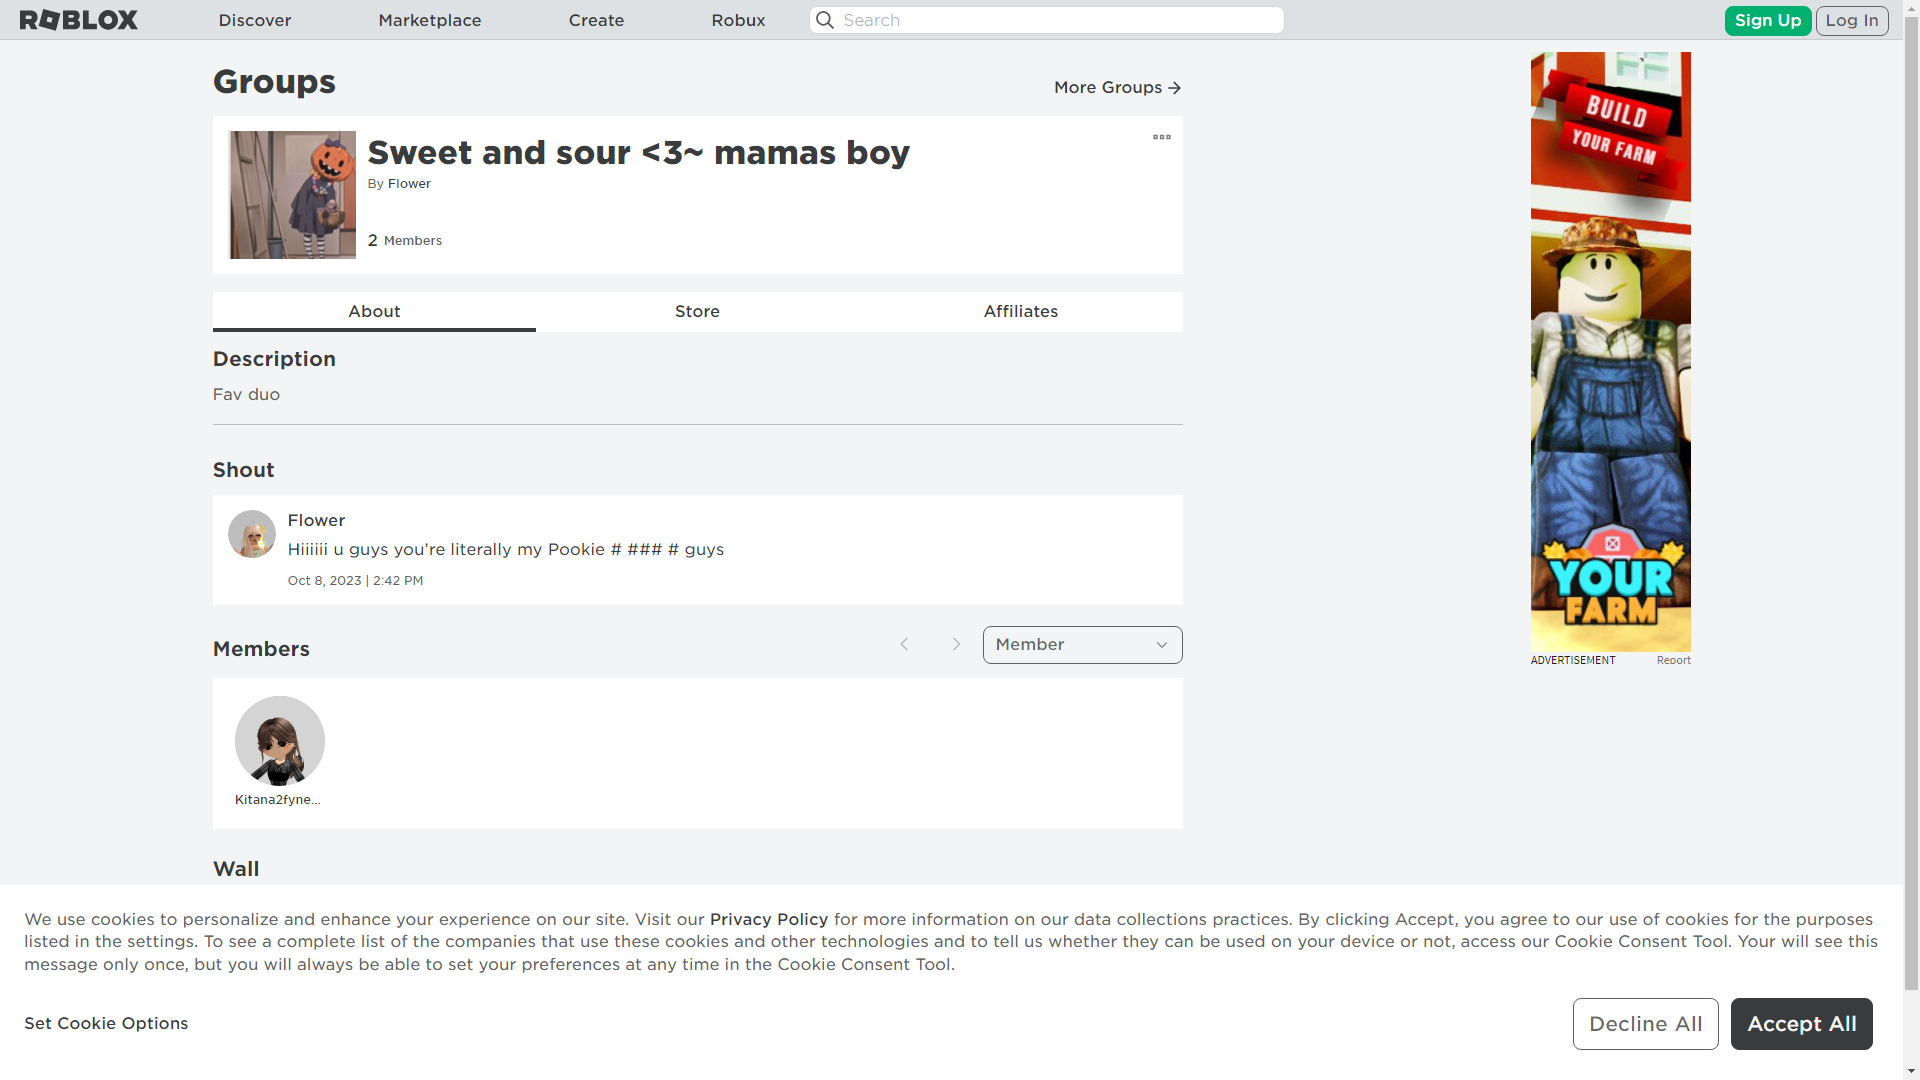 ROBLOX
Discover
Marketplace
Create
Robux
Search
Sign Up
Log In
Groups
More Groups
Sweet and sour <3~ mamas boy
By Flower
2 Members
About
Store
Affiliates
Description
Fav duo
Shout
Flower
Hiiiiii u guys you’re literally my Pookie # ### # guys
Oct 8, 2023 | 2:42 PM
Members
Member
Kitana2fyne...
Wall
BUILD
YOUR FARM
YOUR
FARM
ADVERTISEMENT
Report
We use cookies to personalize and enhance your experience on our site. Visit our Privacy Policy for more information on our data collections practices. By clicking Accept, you agree to our use of cookies for the purposes
listed in the settings. To see a complete list of the companies that use these cookies and other technologies and to tell us whether they can be used on your device or not, access our Cookie Consent Tool. Your will see this
message only once, but you will always be able to set your preferences at any time in the Cookie Consent Tool.
Set Cookie Options
Decline All
Accept All